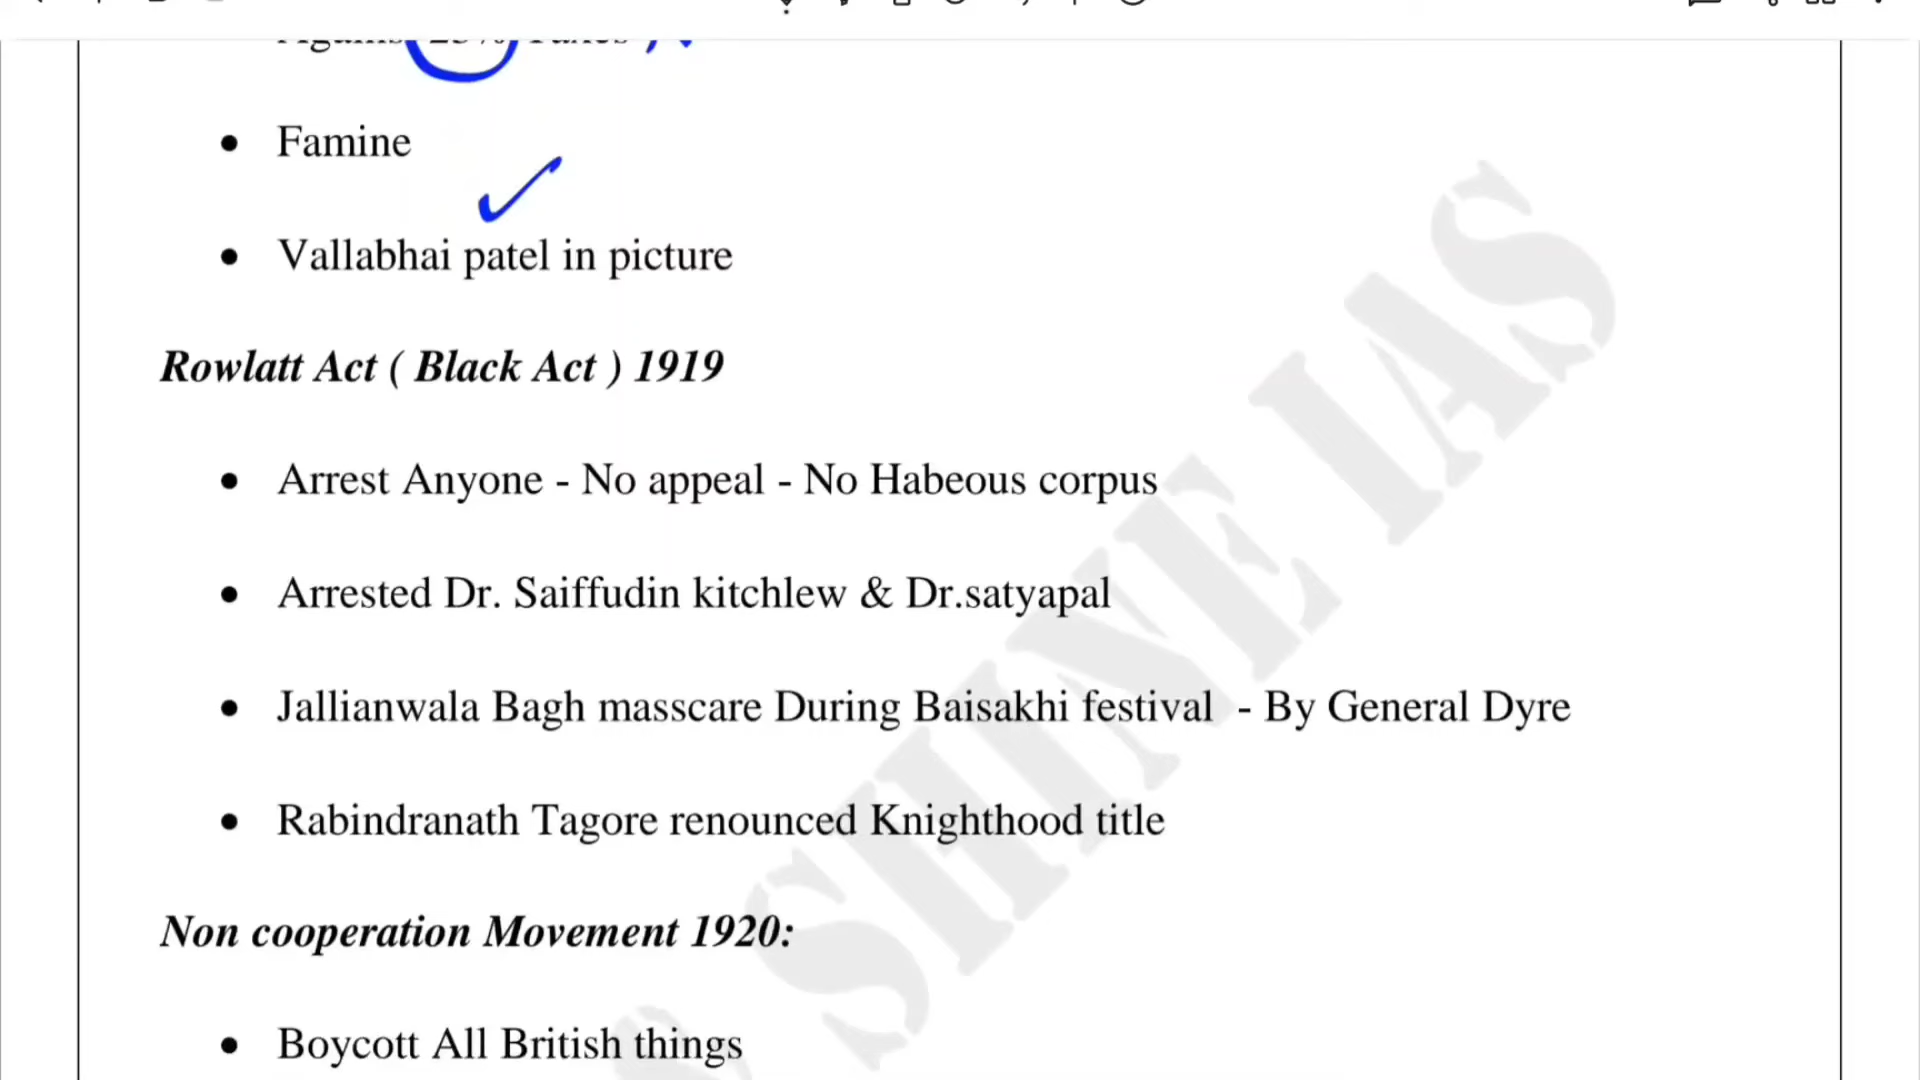 Famine
Vallabhai patel in picture
Rowlatt Act ( Black Act ) 1919
Arrest Anyone - No appeal - No Habeous corpus
Arrested Dr. Saiffudin kitchlew & Dr.satyapal
Jallianwala Bagh masscare During Baisakhi festival - By General Dyre
Rabindranath Tagore renounced Knighthood title
Non cooperation Movement 1920:
Boycott All British things
SHINE IAS